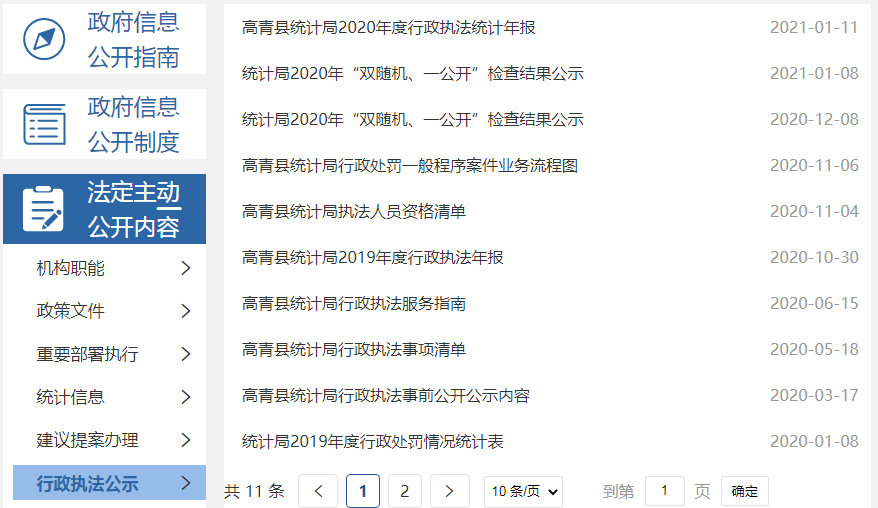 政府信息
公开指南
政府信息
公开制度
法定主动
公开内容
机构职能
政策文件
重要部署执行
统计信息
建议提案办理
行政执法公示
高青县统计局2020年度行政执法统计年报 2021-01-11
统计局2020年“双随机、一公开”检查结果公示 2021-01-08
统计局2020年“双随机、一公开”检查结果公示 2020-12-08
高青县统计局行政处罚一般程序案件业务流程图 2020-11-06
高青县统计局执法人员资格清单 2020-11-04
高青县统计局2019年度行政执法年报 2020-10-30
高青县统计局行政执法服务指南 2020-06-15
高青县统计局行政执法事项清单 2020-05-18
高青县统计局行政执法事前公开公示内容 2020-03-17
统计局2019年度行政处罚情况统计表 2020-01-08
共 11 条 1 2 10 条/页 到第 1 页 确定